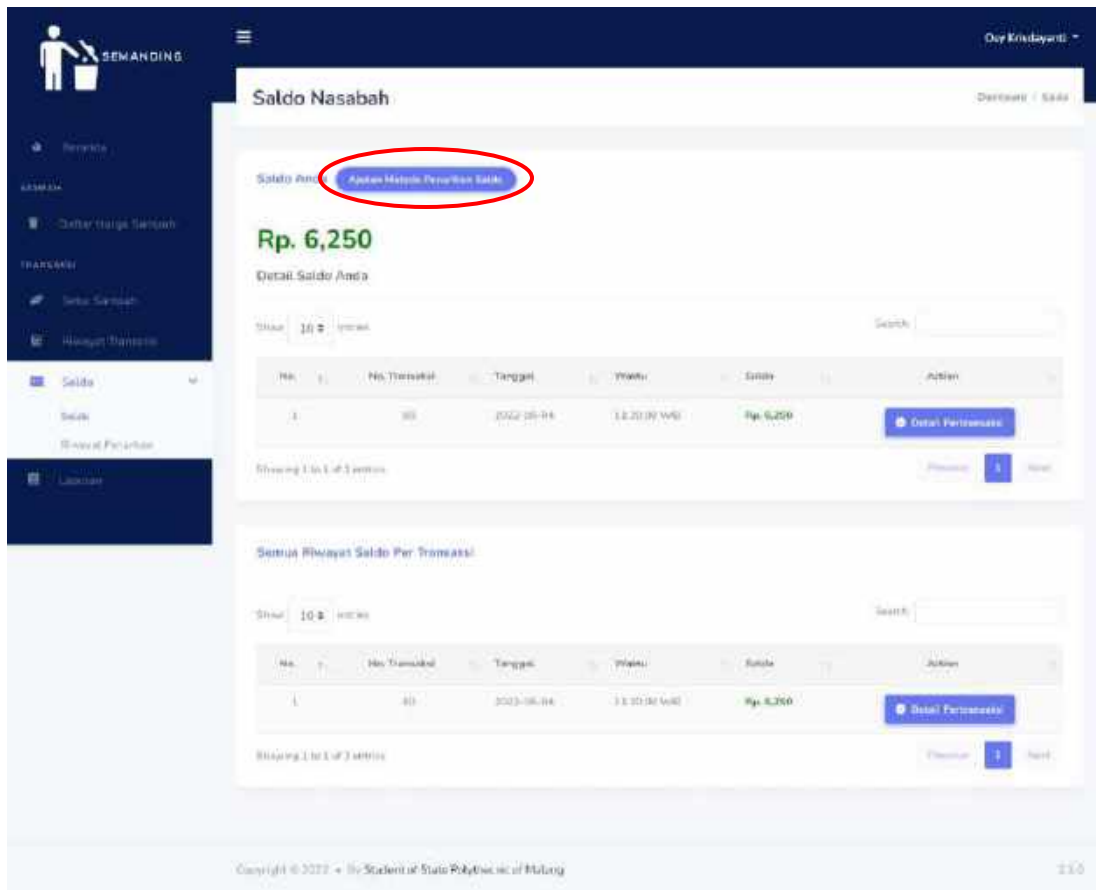 SEMANDING
Beranda
Daftar Harga Sampah
TRANSAKSI
Setor Sampah
Riwayat Transaksi
Saldo
Saldo
Riwayat Penarikan
Laporan
Saldo Nasabah
Dashboard / Saldo
Saldo Anda Ajukan Metode Penarikan Saldo
Rp. 6,250
Detail Saldo Anda
Show 10 entries
Search:
No. No. Transaksi Tanggal Waktu Saldo Action
1 Rp. 6,250 Detail Pertransaksi
Showing 1 to 1 of 1 entries
Previous 1 Next
Semua Riwayat Saldo Per Transaksi
Show 10 entries
Search:
No. No. Transaksi Tanggal Waktu Saldo Action
1 Rp. 6,250 Detail Pertransaksi
Showing 1 to 1 of 1 entries
Previous 1 Next
Copyright © 2022 • By Student of State Polytechnic of Malang